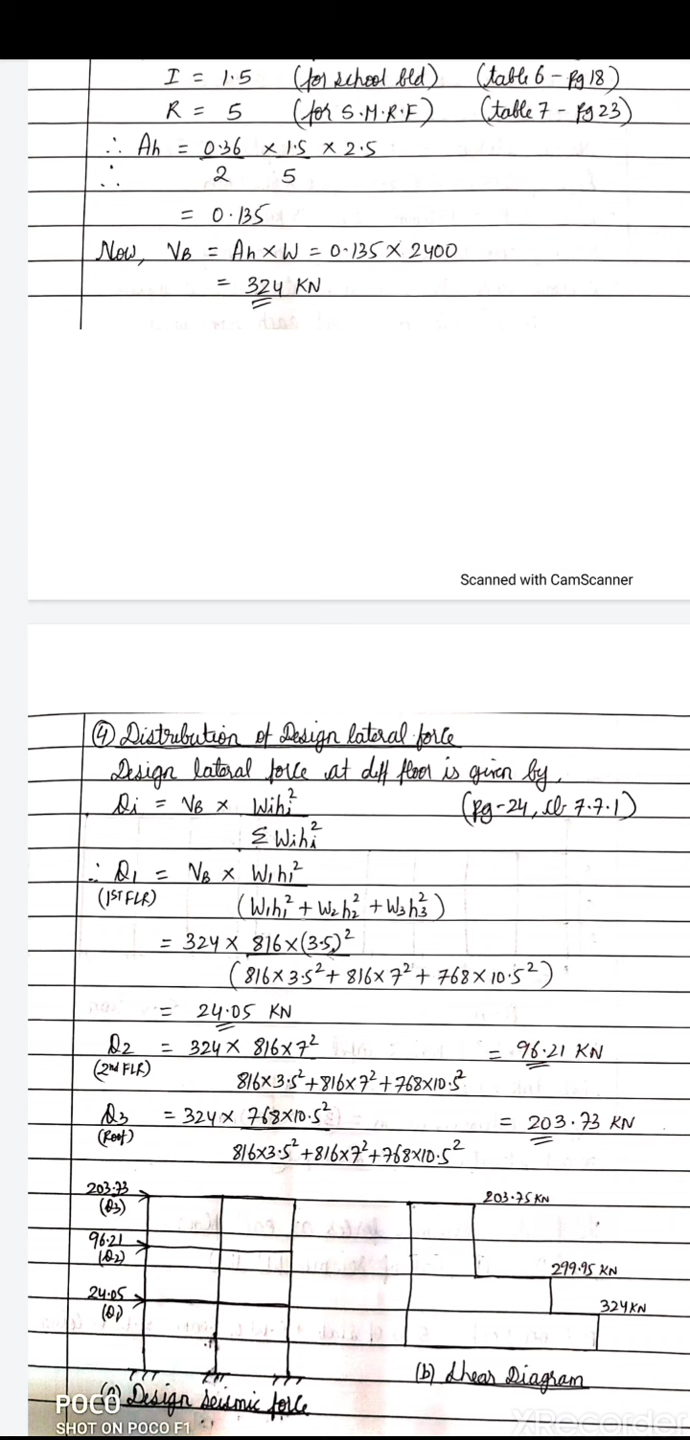 I = 1.5 (for school bld) (table 6 - Pg 18)
R = 5 (for S.M.R.F) (table 7 - Pg 23)
∴ Ah = 0.36 × 1.5 × 2.5
∴ 2 5
= 0.135
Now, VB = Ah × W = 0.135 × 2400
= 324 KN
Scanned with CamScanner
④ Distribution of Design lateral force
Design lateral force at diff floor is given by,
Qi = VB × Wihi² (Pg-24, cl. 7.7.1)
Σ Wihi²
∴ Q1 = VB × W1h1²
(1ST FLR) (W1h1² + W2h2² + W3h3²)
= 324 × 816 × (3.5)²
(816 × 3.5² + 816 × 7² + 768 × 10.5²)
= 24.05 KN
Q2 = 324 × 816 × 7² = 96.21 KN
(2nd FLR) 816×3.5²+816×7²+768×10.5²
Q3 = 324 × 768×10.5² = 203.73 KN
(Roof) 816×3.5²+816×7²+768×10.5²
203.73
(Q3)
96.21
(Q2)
24.05
(Q1)
203.75 KN
299.95 KN
324 KN
(a) Design seismic force
(b) Shear Diagram
POCO
SHOT ON POCO F1
XRecorder